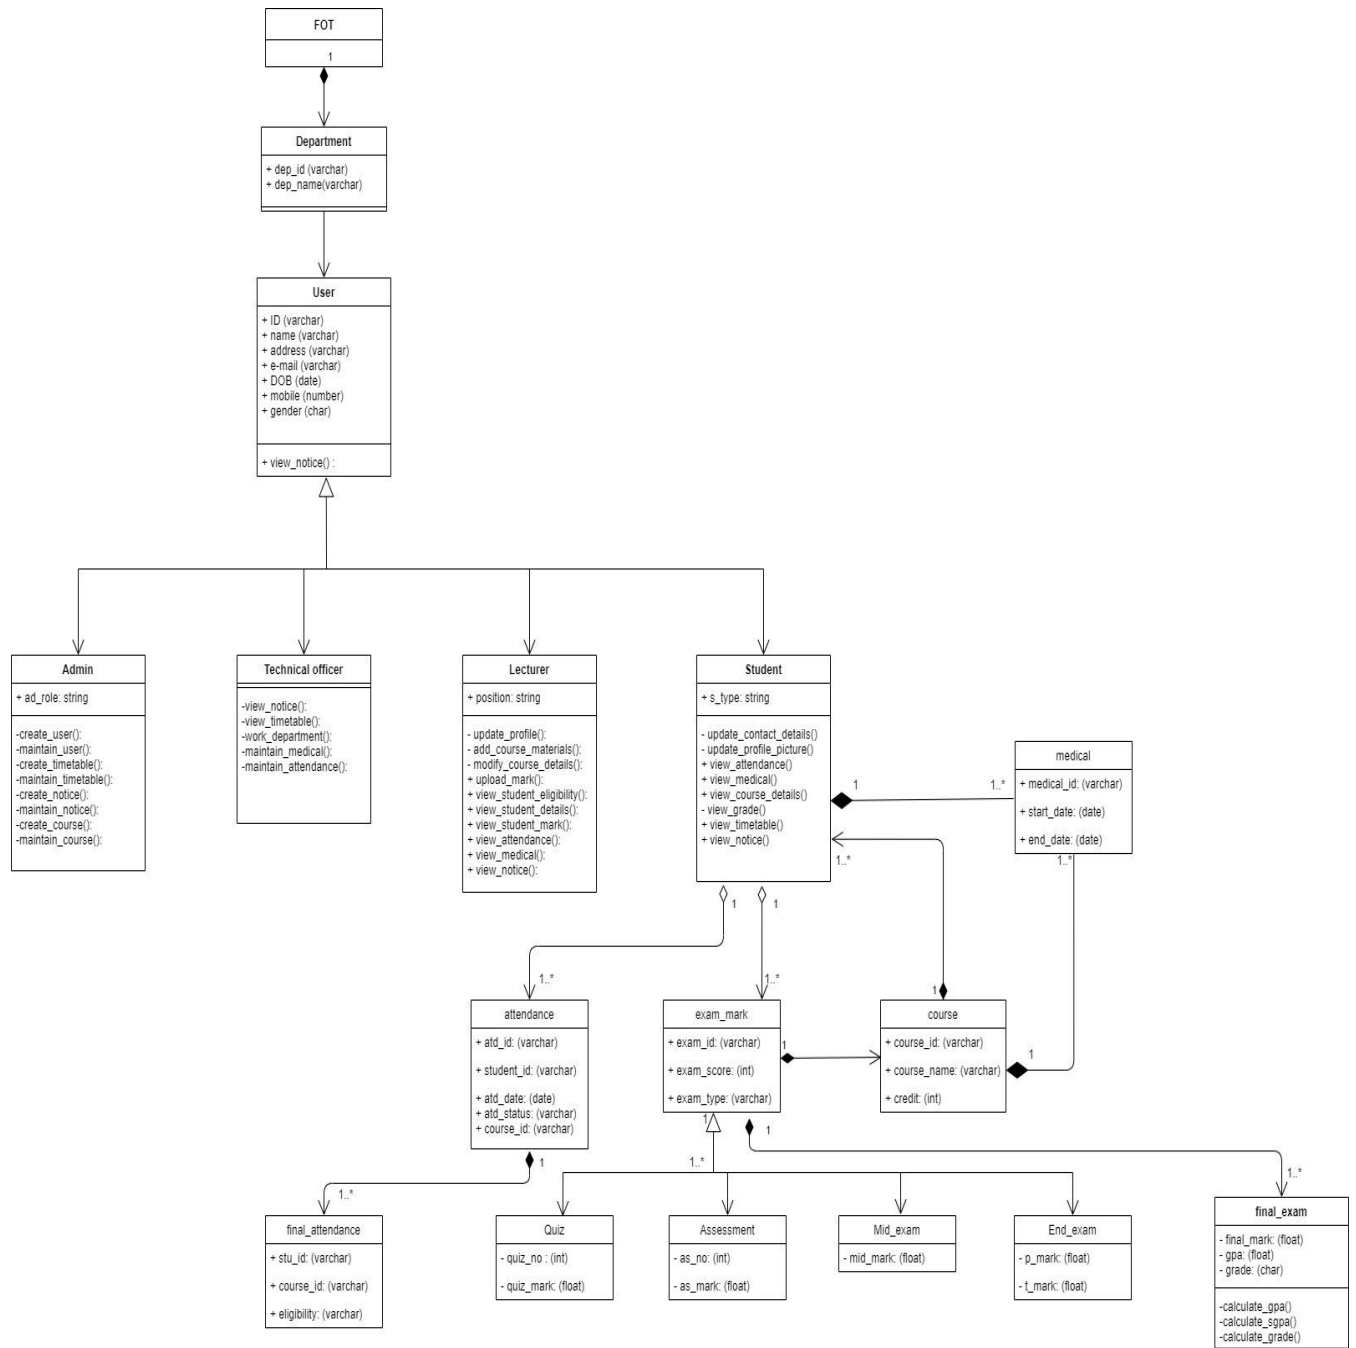 FOT
1
Department
+ dep_id (varchar)
+ dep_name(varchar)
User
+ ID (varchar)
+ name (varchar)
+ address (varchar)
+ e-mail (varchar)
+ DOB (date)
+ mobile (number)
+ gender (char)
+ view_notice() :
Admin
+ ad_role: string
-create_user():
-maintain_user():
-create_timetable():
-maintain_timetable():
-create_notice():
-maintain_notice():
-create_course():
-maintain_course():
Technical officer
-view_notice():
-view_timetable():
-work_department():
-maintain_medical():
-maintain_attendance():
Lecturer
+ position: string
- update_profile():
- add_course_materials():
- modify_course_details():
+ upload_mark():
+ view_student_eligibility():
+ view_student_details():
+ view_student_mark():
+ view_attendance():
+ view_medical():
+ view_notice():
Student
+ s_type: string
- update_contact_details()
- update_profile_picture()
+ view_attendance()
+ view_medical()
+ view_course_details()
- view_grade()
+ view_timetable()
+ view_notice()
1
1..*
medical
+ medical_id: (varchar)
+ start_date: (date)
+ end_date: (date)
1..*
1..*
1
1
1..*
1..*
attendance
+ atd_id: (varchar)
+ student_id: (varchar)
+ atd_date: (date)
+ atd_status: (varchar)
+ course_id: (varchar)
exam_mark
+ exam_id: (varchar)
+ exam_score: (int)
+ exam_type: (varchar)
1
1
course
+ course_id: (varchar)
+ course_name: (varchar)
+ credit: (int)
1
1
1..*
1
1..*
1
1..*
final_attendance
+ stu_id: (varchar)
+ course_id: (varchar)
+ eligibility: (varchar)
Quiz
- quiz_no : (int)
- quiz_mark: (float)
Assessment
- as_no: (int)
- as_mark: (float)
Mid_exam
- mid_mark: (float)
End_exam
- p_mark: (float)
- t_mark: (float)
final_exam
- final_mark: (float)
- gpa: (float)
- grade: (char)
-calculate_gpa()
-calculate_sgpa()
-calculate_grade()